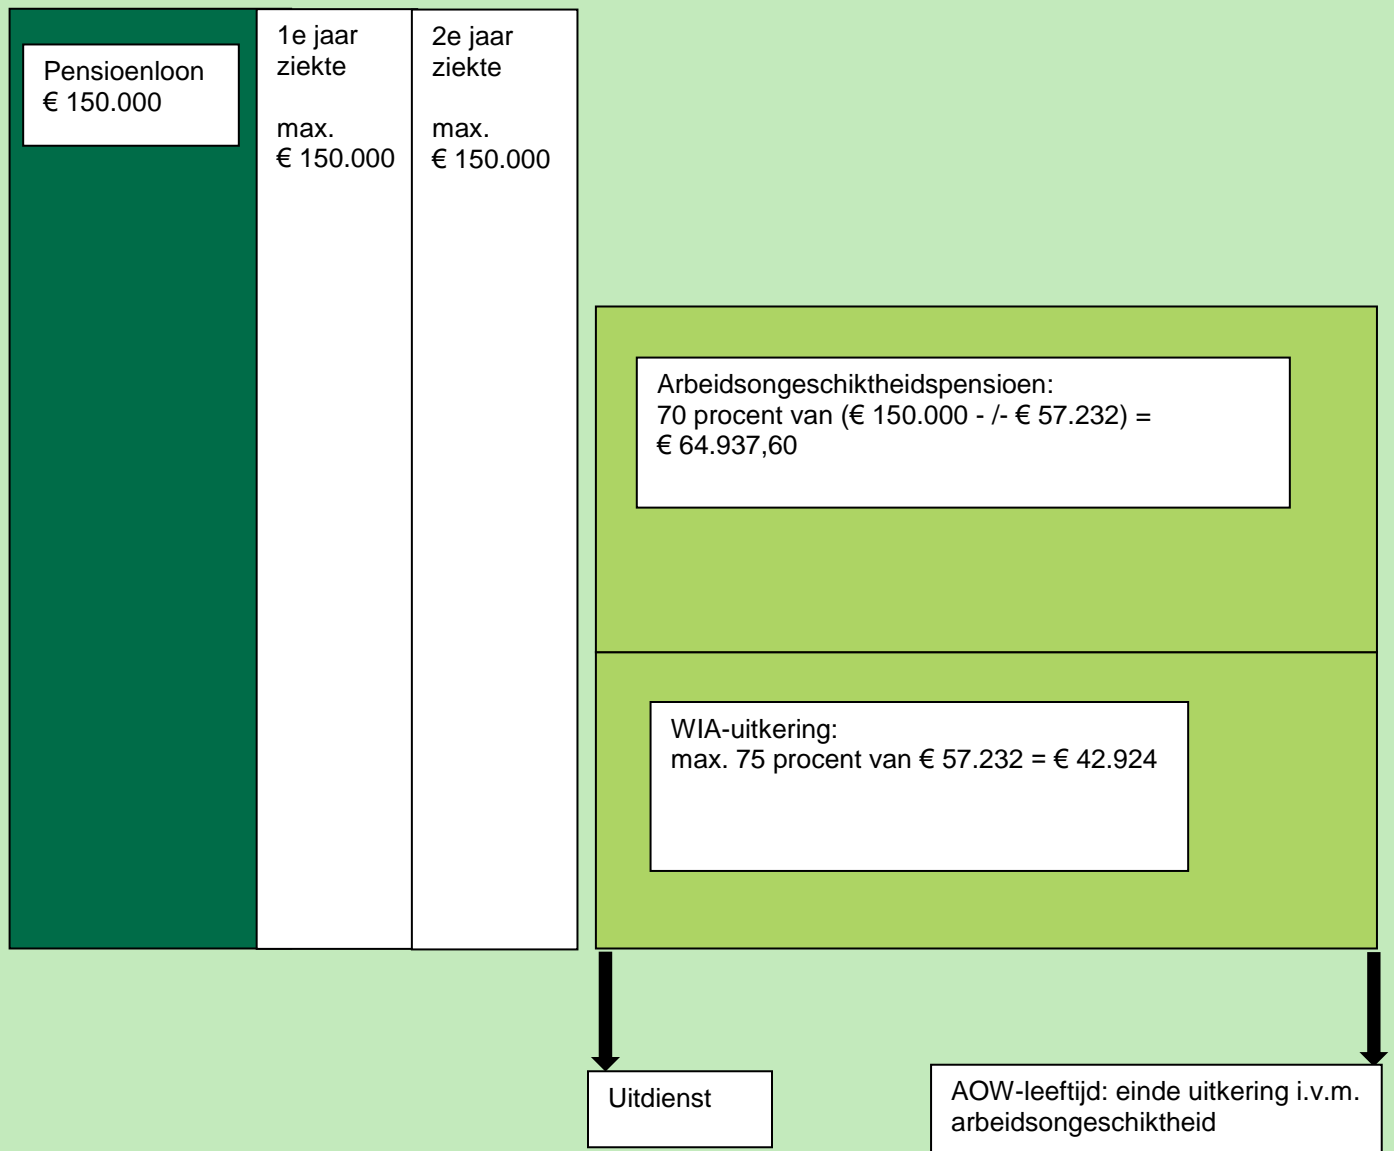 Pensioenloon
€ 150.000
1e jaar
ziekte
max.
€ 150.000
2e jaar
ziekte
max.
€ 150.000
Arbeidsongeschiktheidspensioen:
70 procent van (€ 150.000 - /- € 57.232) =
€ 64.937,60
WIA-uitkering:
max. 75 procent van € 57.232 = € 42.924
Uitdienst
AOW-leeftijd: einde uitkering i.v.m.
arbeidsongeschiktheid